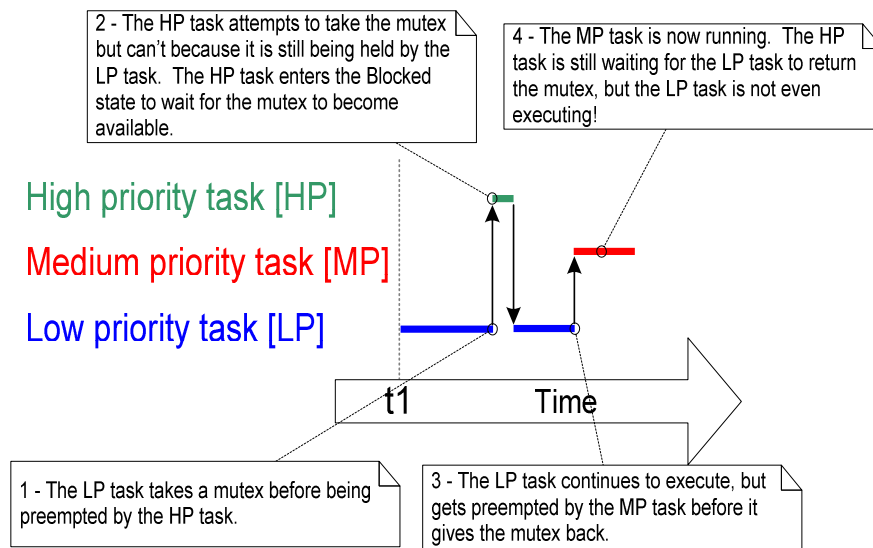 2 - The HP task attempts to take the mutex
but can't because it is still being held by the
LP task. The HP task enters the Blocked
state to wait for the mutex to become
available.
4 - The MP task is now running. The HP
task is still waiting for the LP task to return
the mutex, but the LP task is not even
executing!
High priority task [HP]
Medium priority task [MP]
Low priority task [LP]
t1
Time
1 - The LP task takes a mutex before being
preempted by the HP task.
3 - The LP task continues to execute, but
gets preempted by the MP task before it
gives the mutex back.